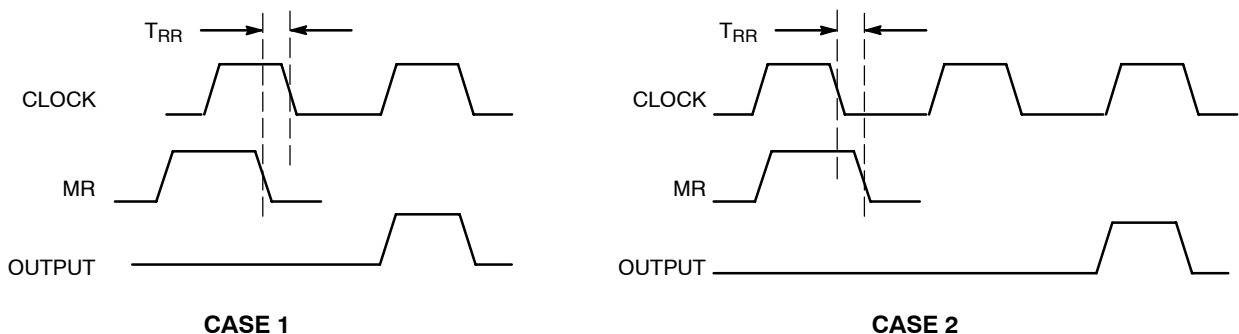 T_RR
CLOCK
MR
OUTPUT
CASE 1
T_RR
CLOCK
MR
OUTPUT
CASE 2